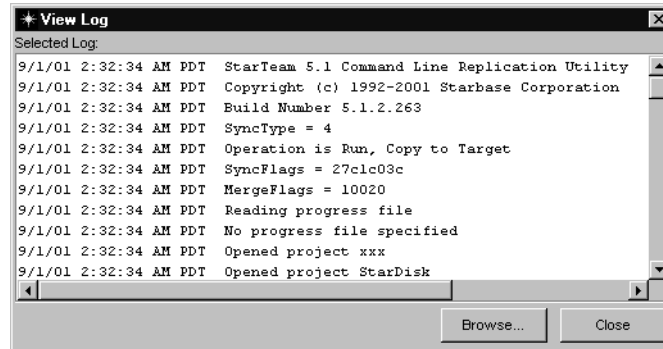 View Log
Selected Log:
9/1/01 2:32:34 AM PDT StarTeam 5.1 Command Line Replication Utility
9/1/01 2:32:34 AM PDT Copyright (c) 1992-2001 Starbase Corporation
9/1/01 2:32:34 AM PDT Build Number 5.1.2.263
9/1/01 2:32:34 AM PDT SyncType = 4
9/1/01 2:32:34 AM PDT Operation is Run, Copy to Target
9/1/01 2:32:34 AM PDT SyncFlags = 27c1c03c
9/1/01 2:32:34 AM PDT MergeFlags = 10020
9/1/01 2:32:34 AM PDT Reading progress file
9/1/01 2:32:34 AM PDT No progress file specified
9/1/01 2:32:34 AM PDT Opened project xxx
9/1/01 2:32:34 AM PDT Opened project StarDisk
Browse... Close